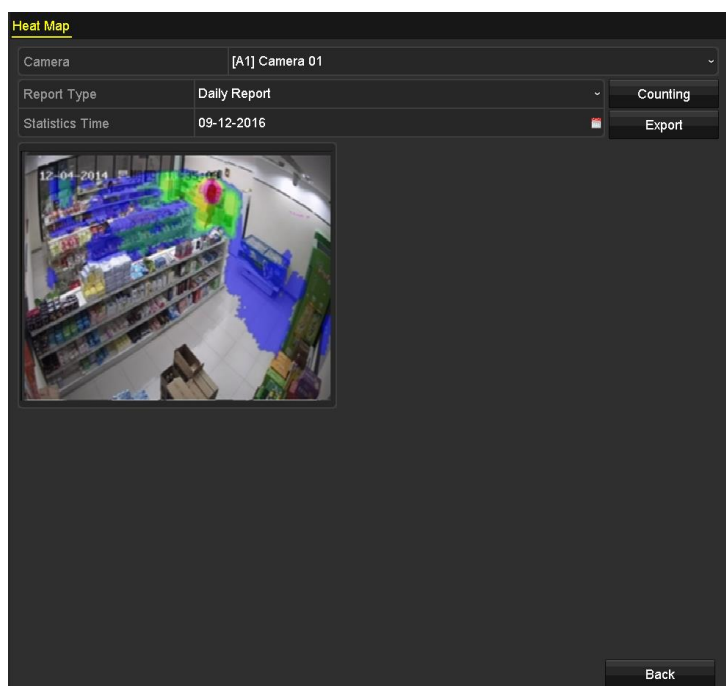 Heat Map
Camera [A1] Camera 01
Report Type Daily Report Counting
Statistics Time 09-12-2016 Export
12-04-2014
Back